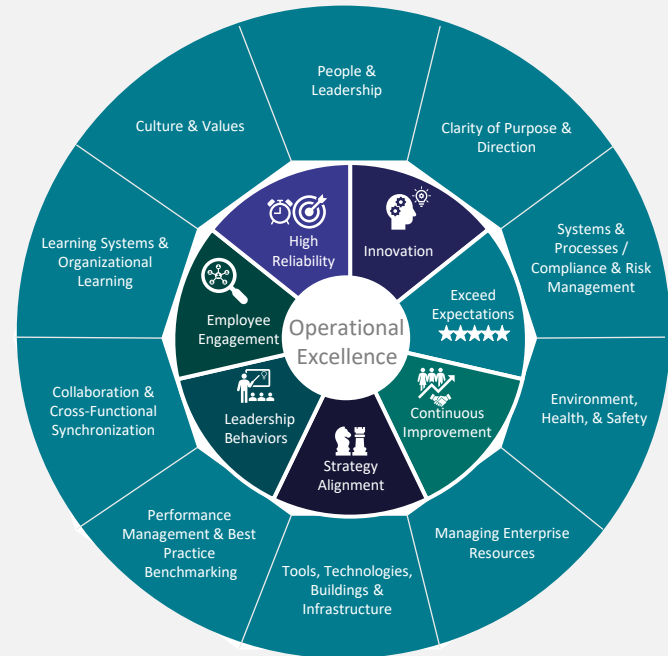 People &
Leadership
Clarity of Purpose &
Direction
Systems &
Processes /
Compliance & Risk
Management
Environment,
Health, & Safety
Managing Enterprise
Resources
Tools, Technologies,
Buildings &
Infrastructure
Performance
Management & Best
Practice
Benchmarking
Collaboration &
Cross-Functional
Synchronization
Learning Systems &
Organizational
Learning
Culture & Values
High
Reliability
Innovation
Exceed
Expectations
Continuous
Improvement
Strategy
Alignment
Leadership
Behaviors
Employee
Engagement
Operational
Excellence